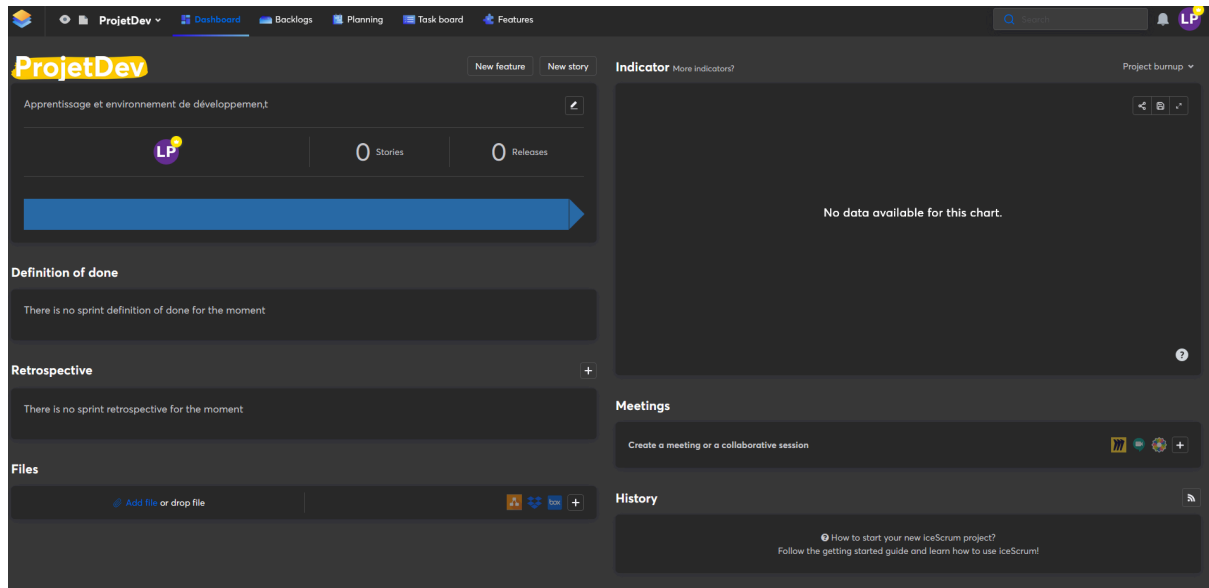 ProjetDev Dashboard Backlogs Planning Task board Features Search LP
ProjetDev New feature New story
Apprentissage et environnement de développemen,t
LP 0 Stories 0 Releases
Definition of done
There is no sprint definition of done for the moment
Retrospective
There is no sprint retrospective for the moment
Files
Add file or drop file box
Indicator More indicators? Project burnup
No data available for this chart.
Meetings
Create a meeting or a collaborative session
History
How to start your new iceScrum project?
Follow the getting started guide and learn how to use iceScrum!